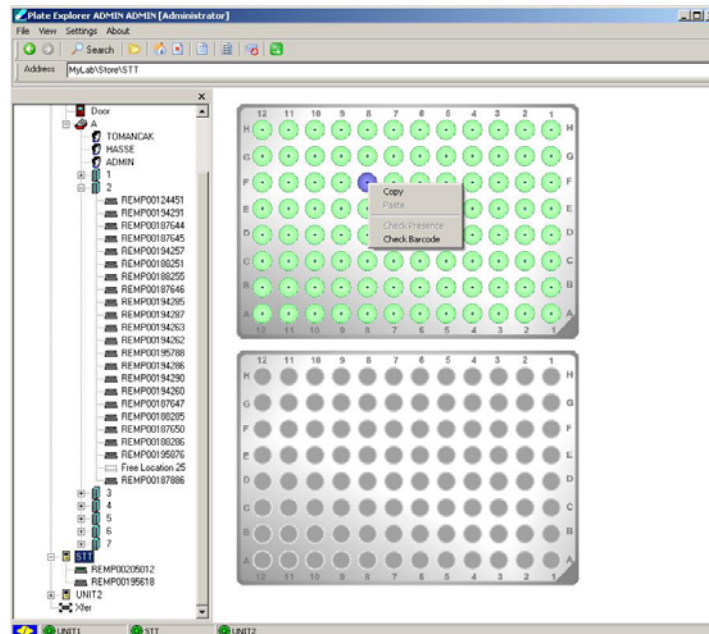 Plate Explorer ADMIN ADMIN [Administrator]
File View Settings About
Search
Address MyLab\Store\STT
Door
A
TOMANCAK
HASSE
ADMIN
1
2
REMP00124451
REMP00194291
REMP00187644
REMP00187645
REMP00194257
REMP00188251
REMP00188255
REMP00187646
REMP00194285
REMP00194287
REMP00194263
REMP00194262
REMP00195788
REMP00194286
REMP00194290
REMP00194260
REMP00187647
REMP00188285
REMP00187650
REMP00188286
REMP00195876
Free Location 25
REMP00187886
3
4
5
6
7
STT
REMP00205012
REMP00195618
UNIT2
Xfer
12 11 10 9 8 7 6 5 4 3 2 1
H H
G G
F F
E E
D D
C C
B B
A A
12 11 10 9 8 7 6 5 4 3 2 1
Copy
Paste
Check Presence
Check Barcode
12 11 10 9 8 7 6 5 4 3 2 1
H H
G G
F F
E E
D D
C C
B B
A A
12 11 10 9 8 7 6 5 4 3 2 1
UNIT1 STT UNIT2